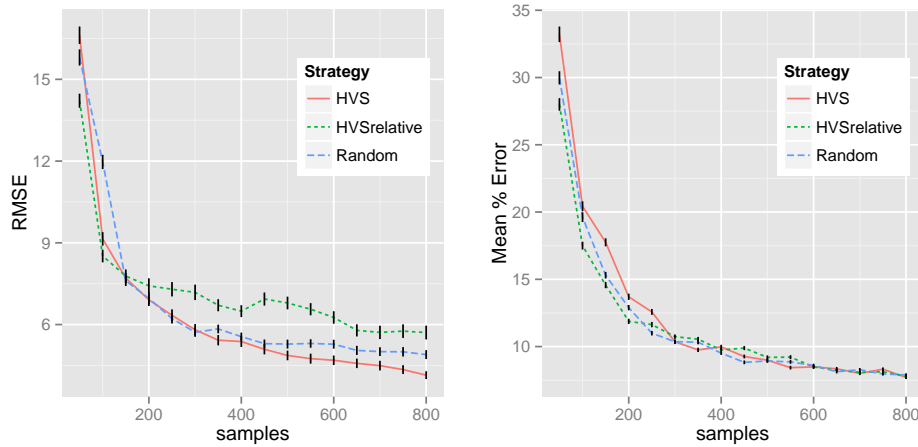 RMSE
15
12
9
6
200
400
600
800
samples
Strategy
HVS
HVSrelative
Random
Mean % Error
35
30
25
20
15
10
200
400
600
800
samples
Strategy
HVS
HVSrelative
Random